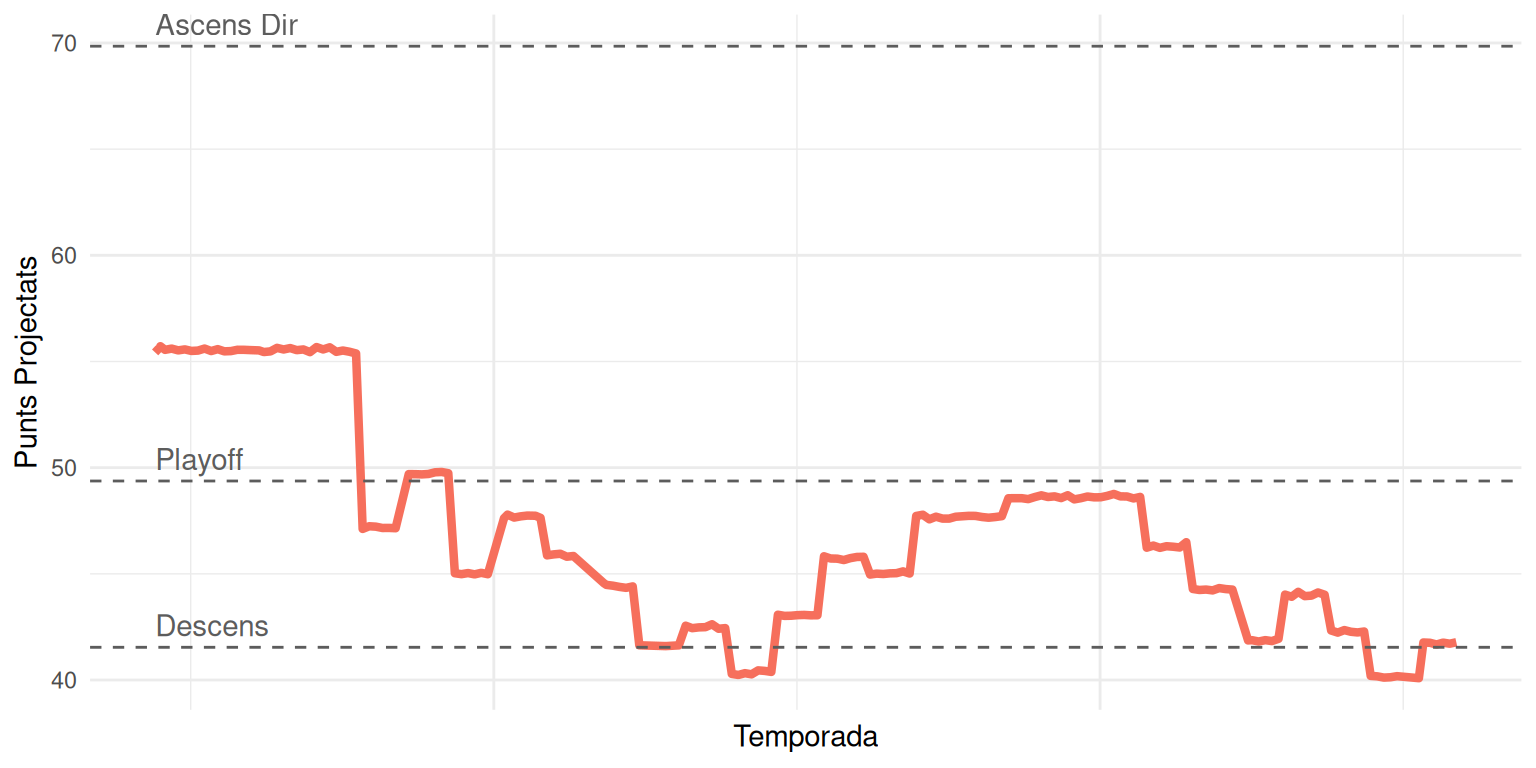 Ascens Dir
70
60
Playoff
50
Descens
40
Punts Projectats
Temporada